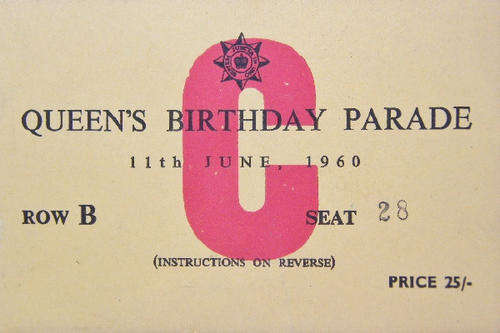 C
QUEEN'S BIRTHDAY PARADE
11th JUNE, 1960
ROW B SEAT 28
(INSTRUCTIONS ON REVERSE)
PRICE 25/-